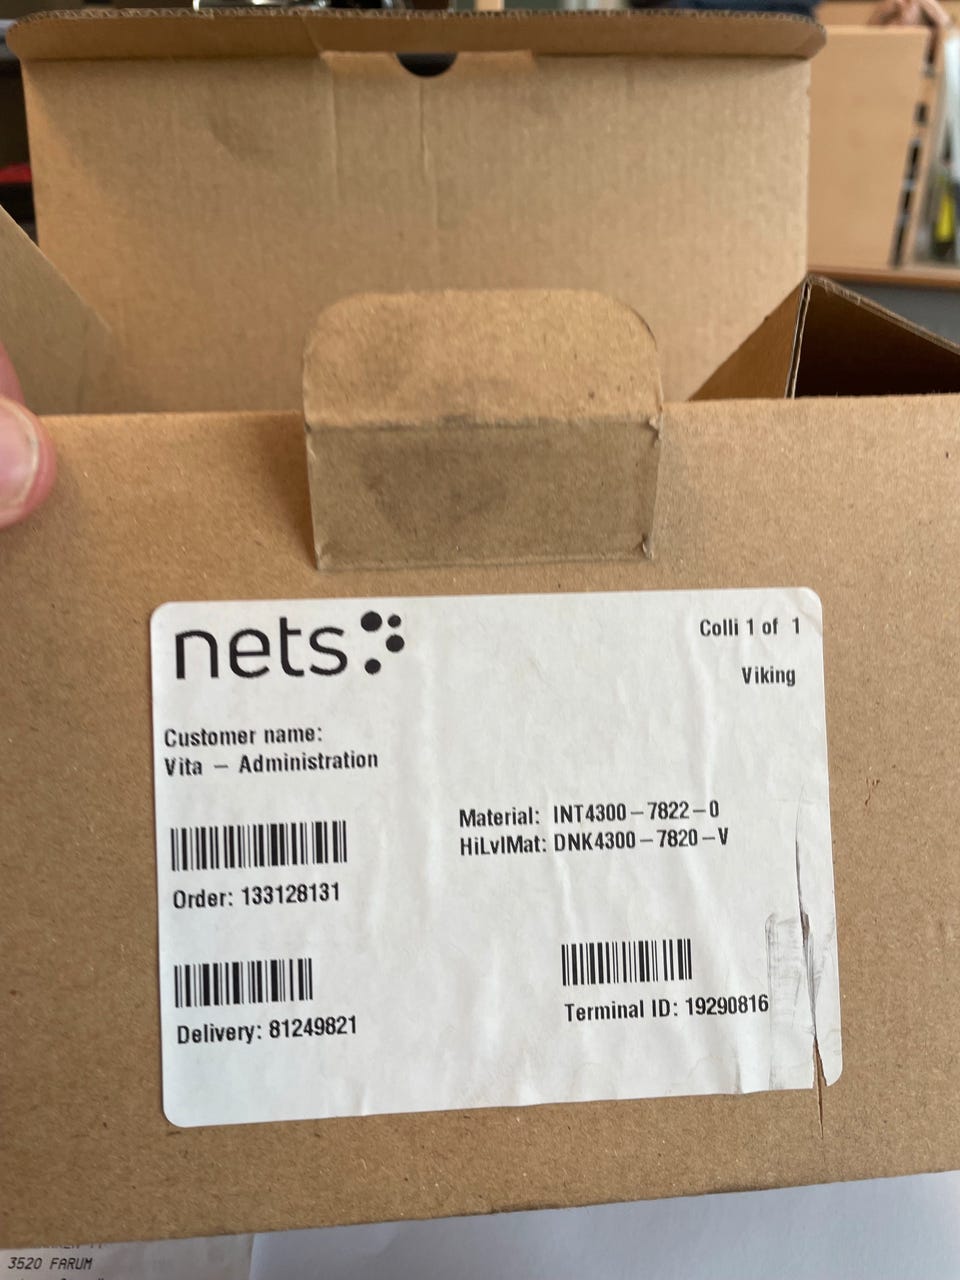 nets
Colli 1 of 1
Viking
Customer name:
Vita – Administration
Material: INT4300–7822–0
HiLvlMat: DNK4300–7820–V
Order: 133128131
Delivery: 81249821
Terminal ID: 19290816
3520 FARUM